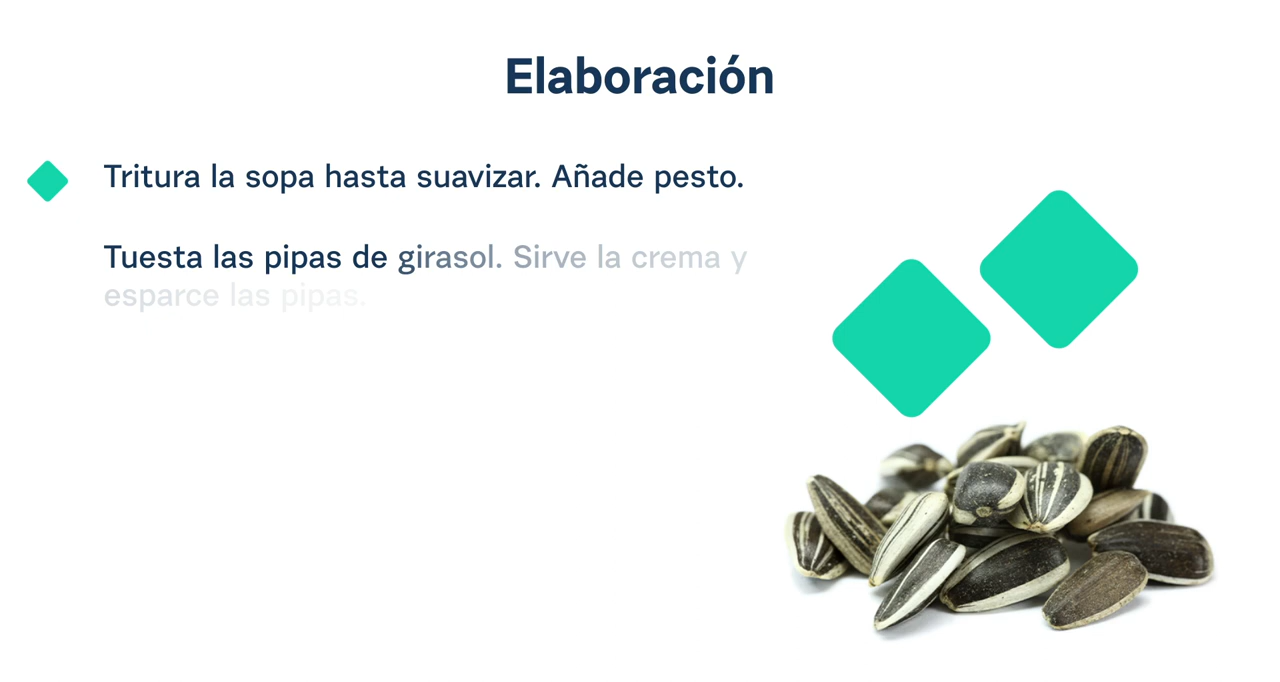 Elaboración
Tritura la sopa hasta suavizar. Añade pesto.
Tuesta las pipas de girasol. Sirve la crema y
esparce las pipas.